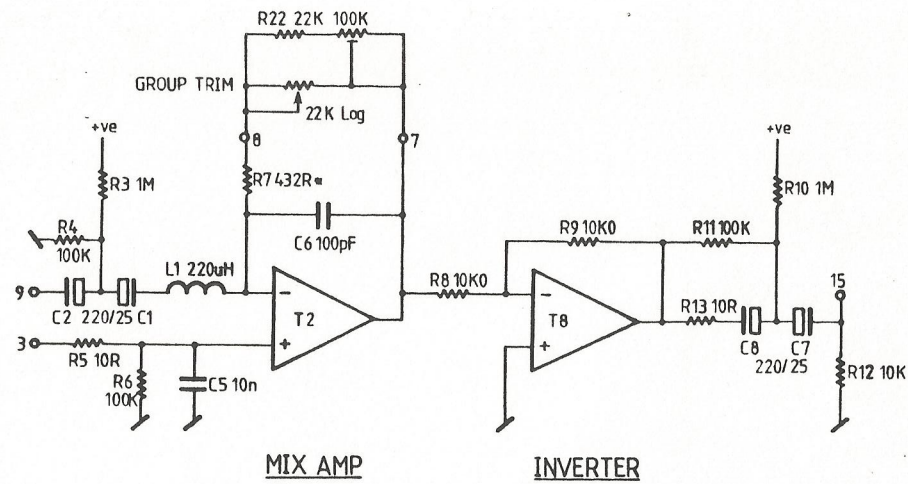 R22 22K 100K
GROUP TRIM
22K Log
8
7
+ve
+ve
R3 1M
R7 432R*
R10 1M
R4
100K
C6 100pF
R9 10K0
R11 100K
L1 220uH
R8 10K0
9
C2 220/25 C1
-
T2
+
-
T8
+
R13 10R
15
C8 C7
220/25
3
R5 10R
R6
100K
C5 10n
R12 10K
MIX AMP
INVERTER